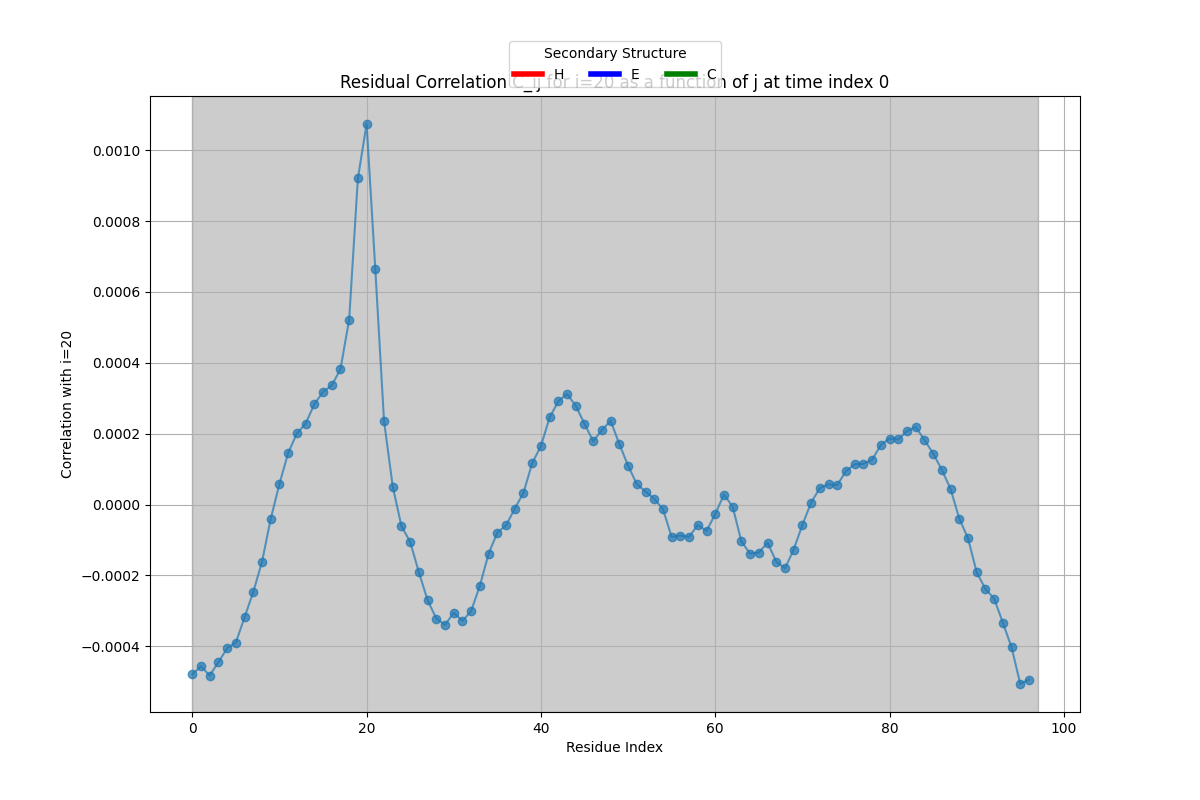 Secondary Structure
H E C
Residual Correlation C_ij for i=20 as a function of j at time index 0
0.0010
0.0008
0.0006
0.0004
0.0002
0.0000
−0.0002
−0.0004
Correlation with i=20
0 20 40 60 80 100
Residue Index